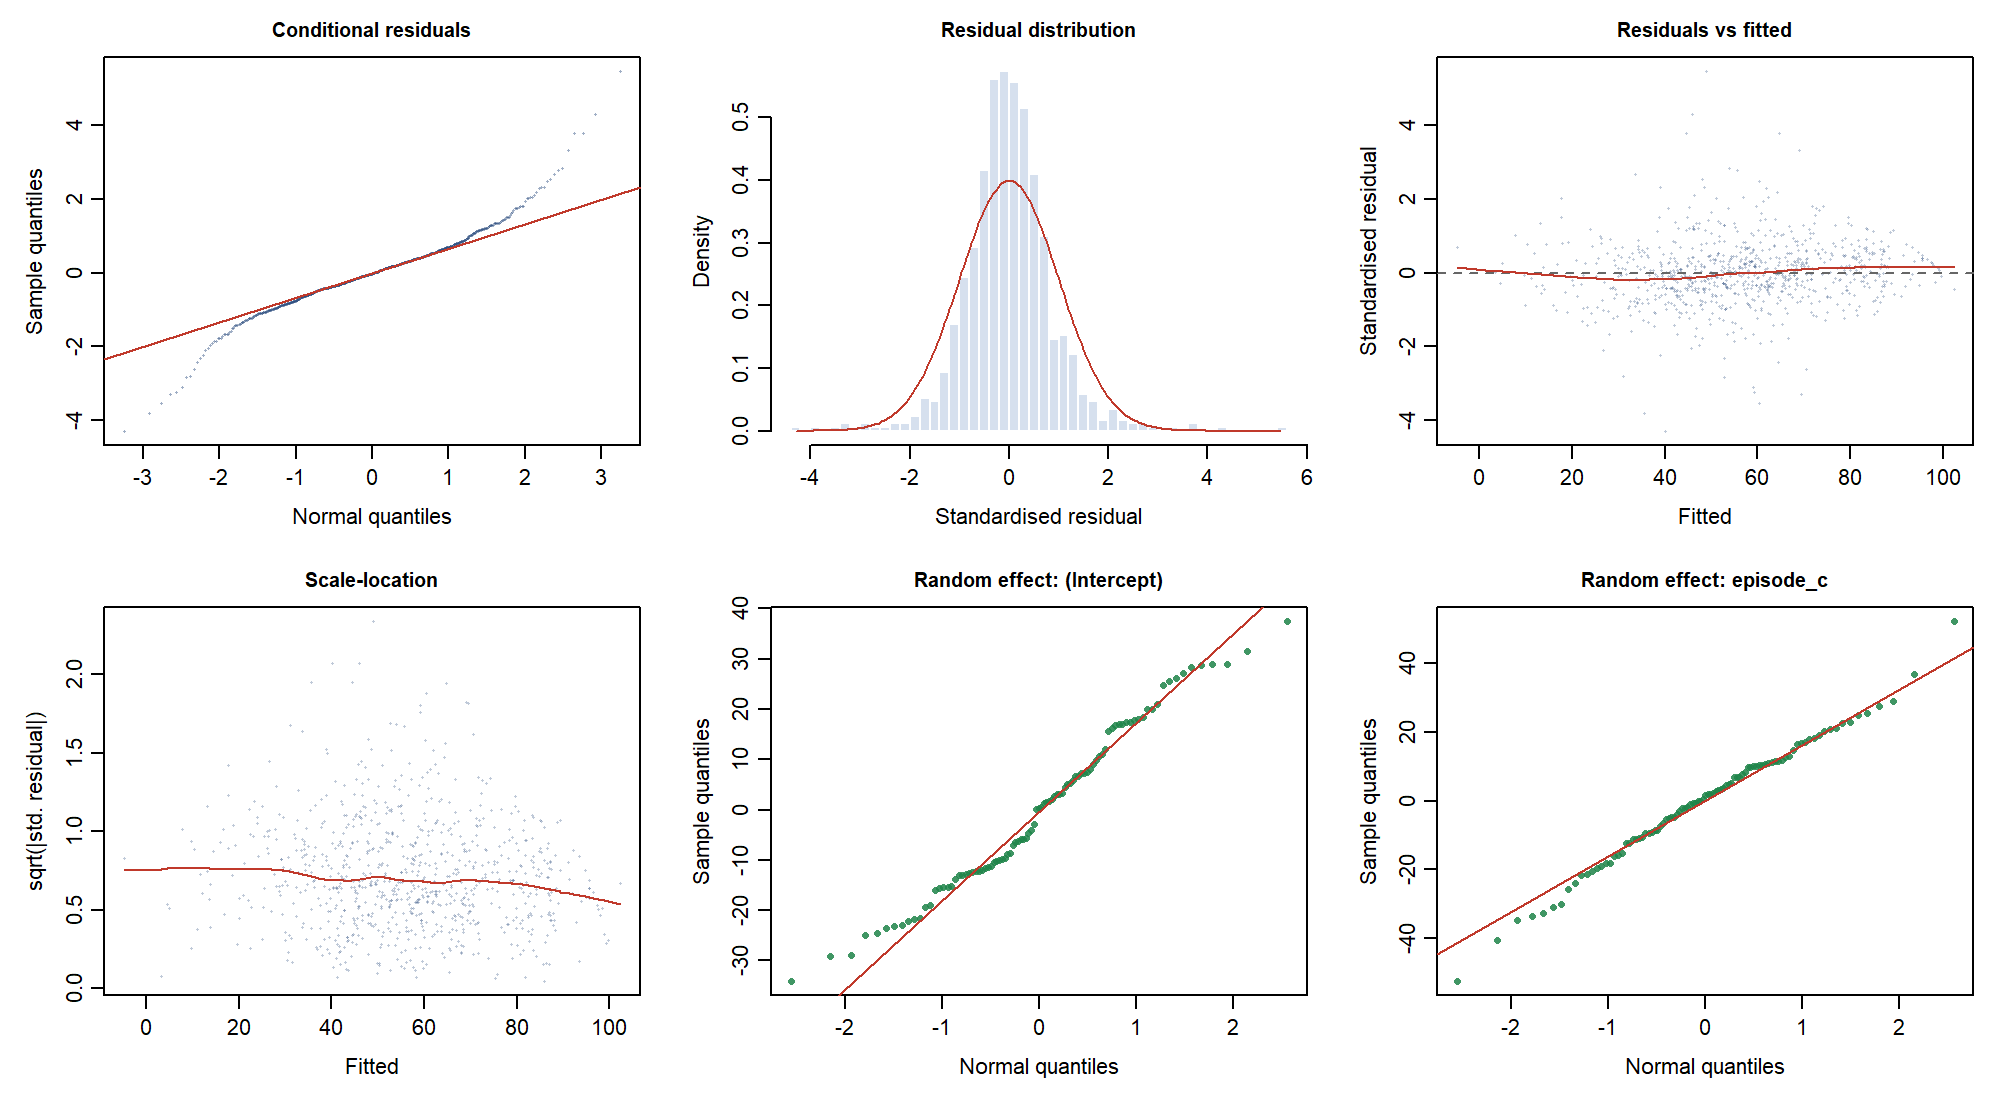 Conditional residuals
Sample quantiles
4
2
0
-2
-4
-3 -2 -1 0 1 2 3
Normal quantiles
Residual distribution
Density
0.5
0.4
0.3
0.2
0.1
0.0
-4 -2 0 2 4 6
Standardised residual
Residuals vs fitted
Standardised residual
4
2
0
-2
-4
0 20 40 60 80 100
Fitted
Scale-location
sqrt(|std. residual|)
2.0
1.5
1.0
0.5
0.0
0 20 40 60 80 100
Fitted
Random effect: (Intercept)
Sample quantiles
40
30
20
10
0
-10
-20
-30
-2 -1 0 1 2
Normal quantiles
Random effect: episode_c
Sample quantiles
40
20
0
-20
-40
-2 -1 0 1 2
Normal quantiles